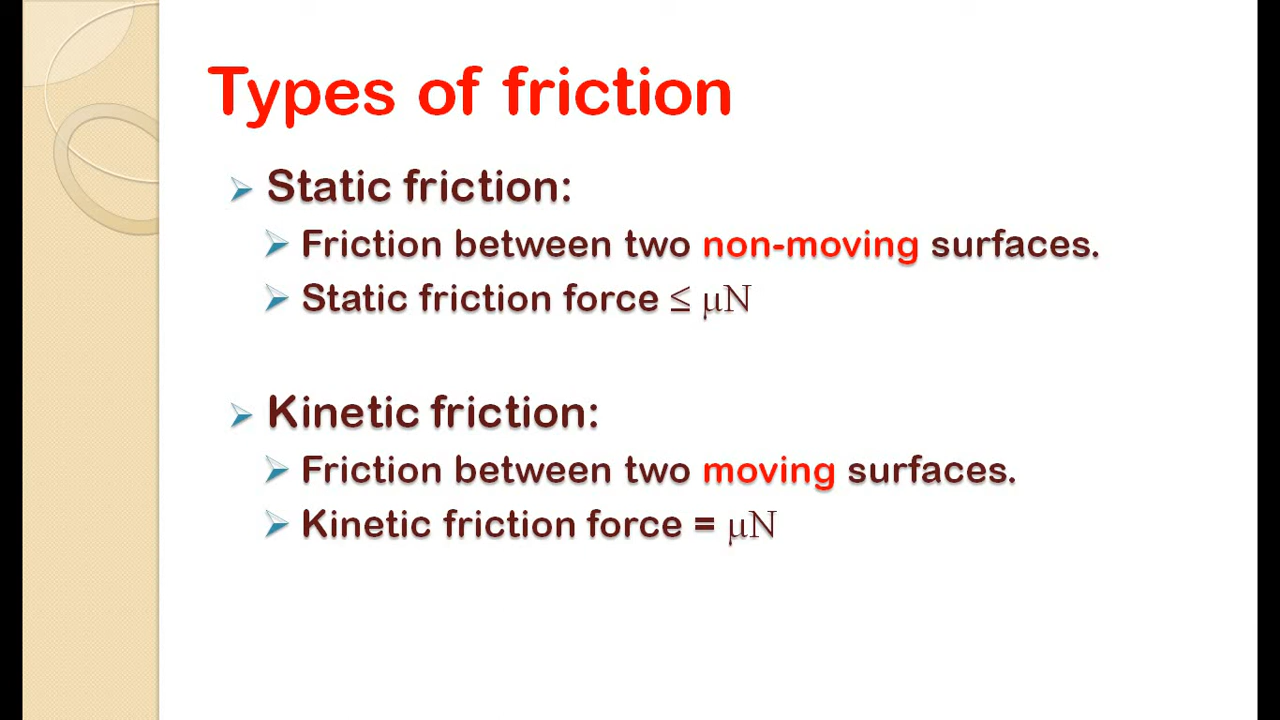 Types of friction
Static friction:
Friction between two non-moving surfaces.
Static friction force ≤ μN
Kinetic friction:
Friction between two moving surfaces.
Kinetic friction force = μN